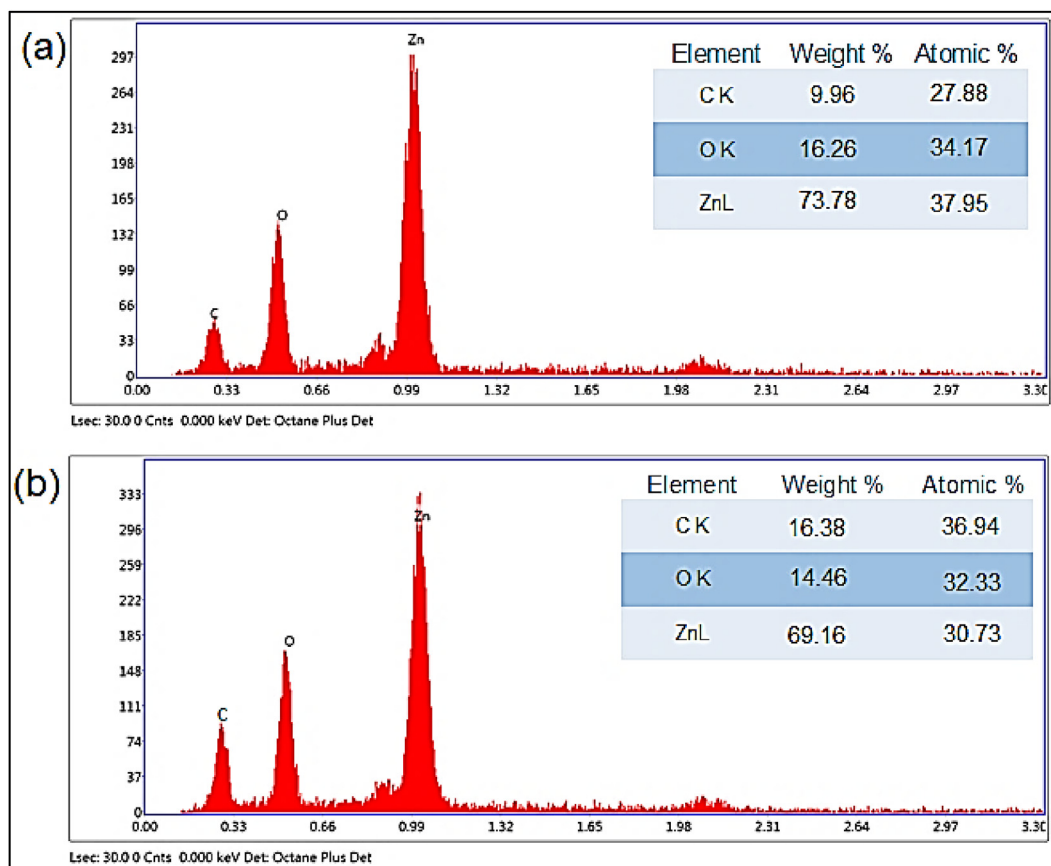 (a)
Zn
O
C
297
264
231
198
165
132
99
66
33
0
0.00 0.33 0.66 0.99 1.32 1.65 1.98 2.31 2.64 2.97 3.30
Element Weight % Atomic %
C K 9.96 27.88
O K 16.26 34.17
ZnL 73.78 37.95
Lsec: 30.0 0 Cnts 0.000 keV Det: Octane Plus Det
(b)
Zn
O
C
333
296
259
222
185
148
111
74
37
0
0.00 0.33 0.66 0.99 1.32 1.65 1.98 2.31 2.64 2.97 3.30
Element Weight % Atomic %
C K 16.38 36.94
O K 14.46 32.33
ZnL 69.16 30.73
Lsec: 30.0 0 Cnts 0.000 keV Det: Octane Plus Det